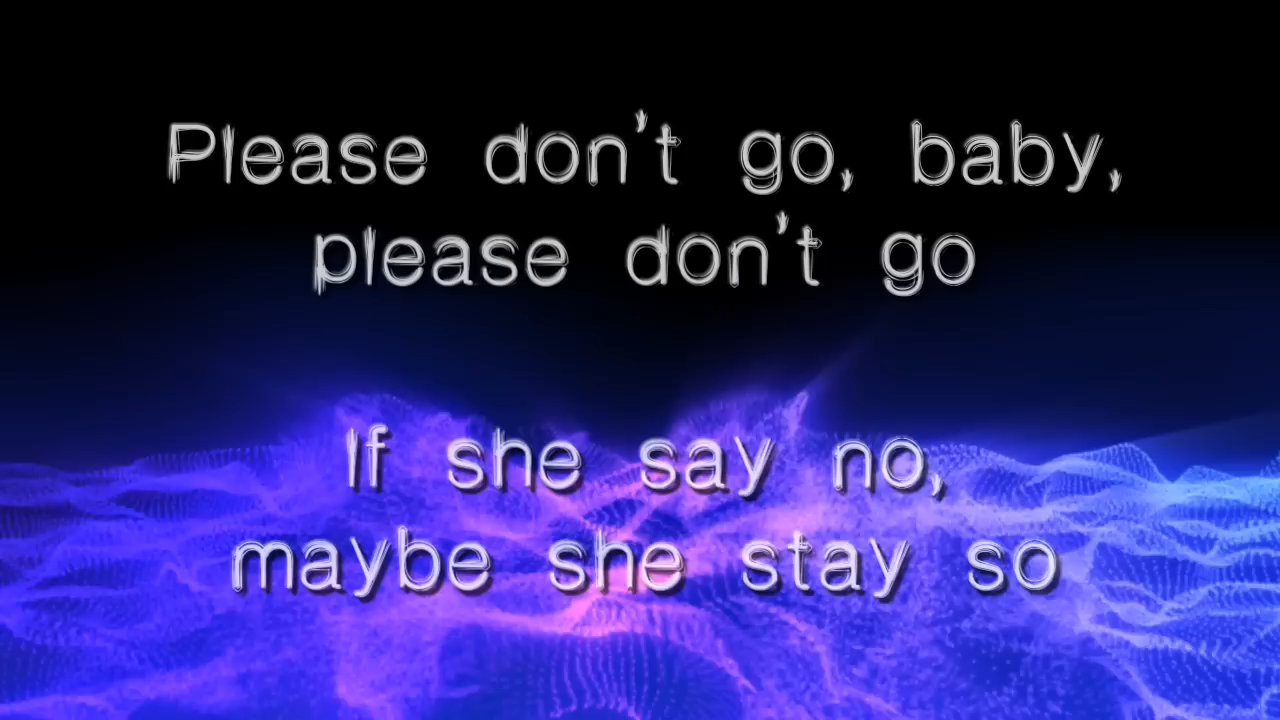 Please don't go, baby,
please don't go
If she say no,
maybe she stay so